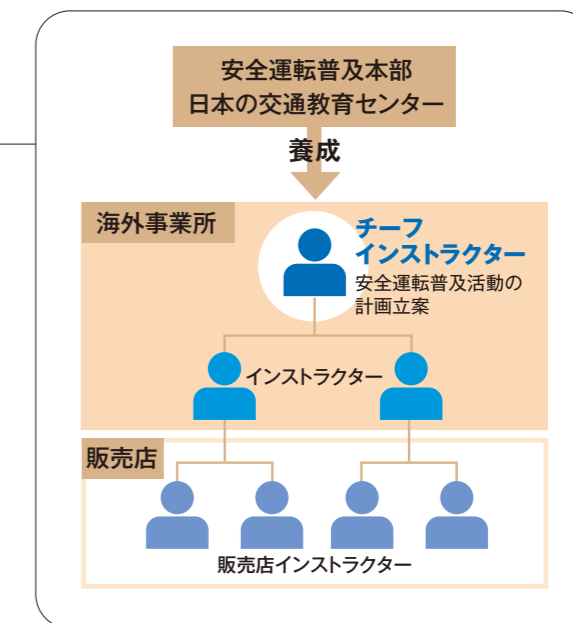 安全運転普及本部
日本の交通教育センター
養成
海外事業所
チーフ
インストラクター
安全運転普及活動の
計画立案
インストラクター
販売店
販売店インストラクター